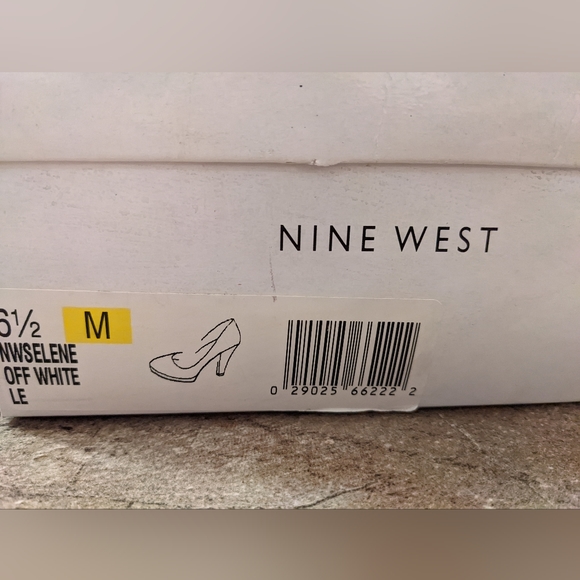 NINE WEST
6½ M
NWSELENE
OFF WHITE
LE
0 29025 66222 2